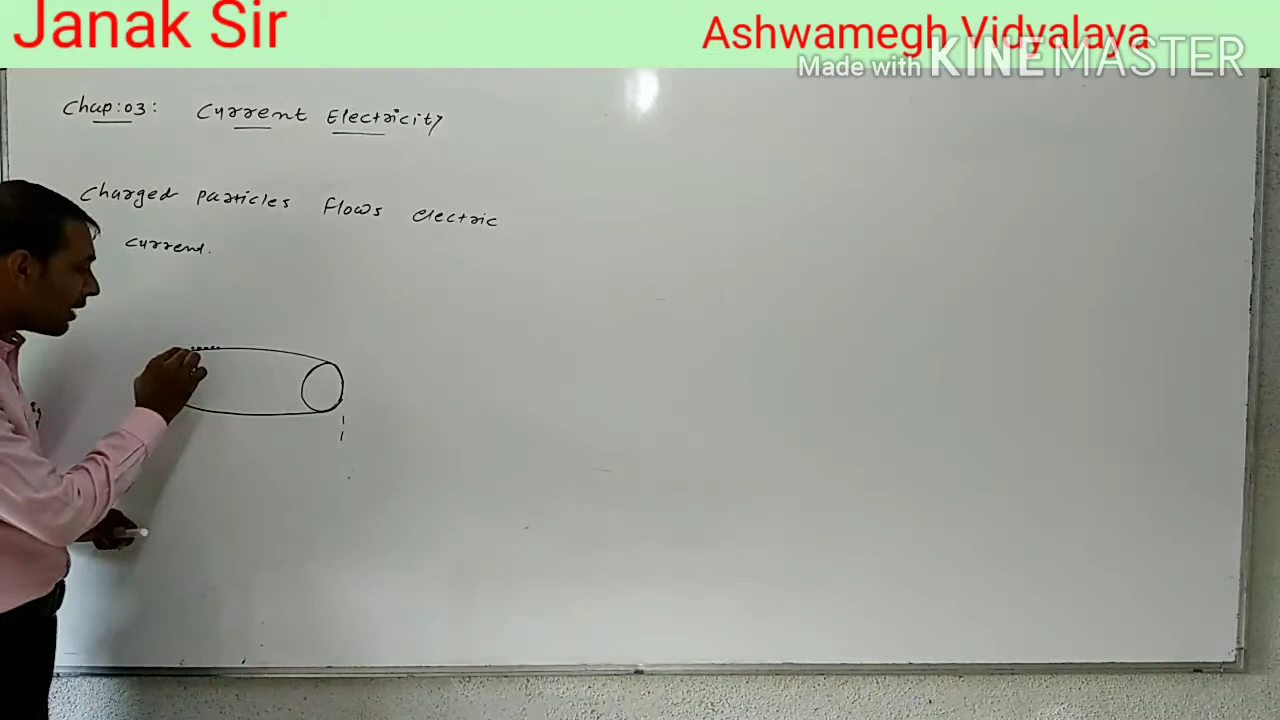 Janak Sir
Ashwamegh Vidyalaya
Made with KINEMASTER
Chap:03: Current Electricity
Charged particles flows electric
current.